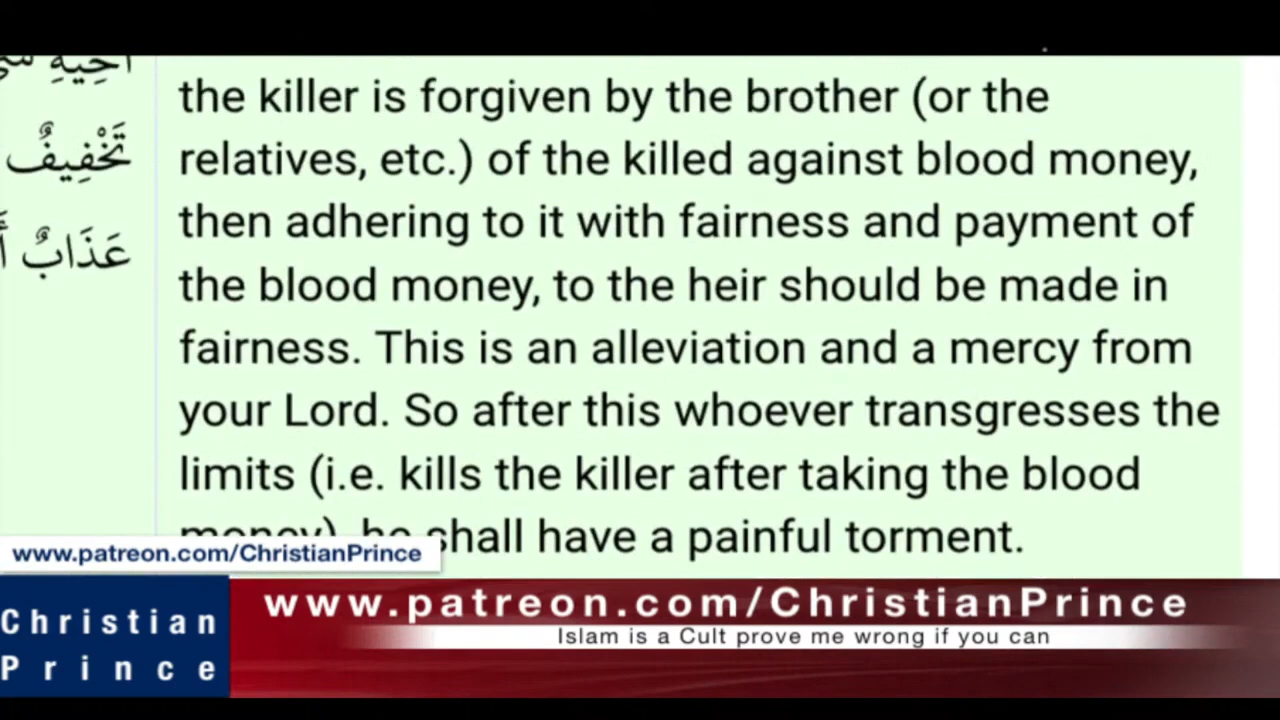 the killer is forgiven by the brother (or the
relatives, etc.) of the killed against blood money,
then adhering to it with fairness and payment of
the blood money, to the heir should be made in
fairness. This is an alleviation and a mercy from
your Lord. So after this whoever transgresses the
limits (i.e. kills the killer after taking the blood
money), he shall have a painful torment.
تَخْفِيفٌ
عَذَابٌ
www.patreon.com/ChristianPrince
Christian
Prince
www.patreon.com/ChristianPrince
Islam is a Cult prove me wrong if you can